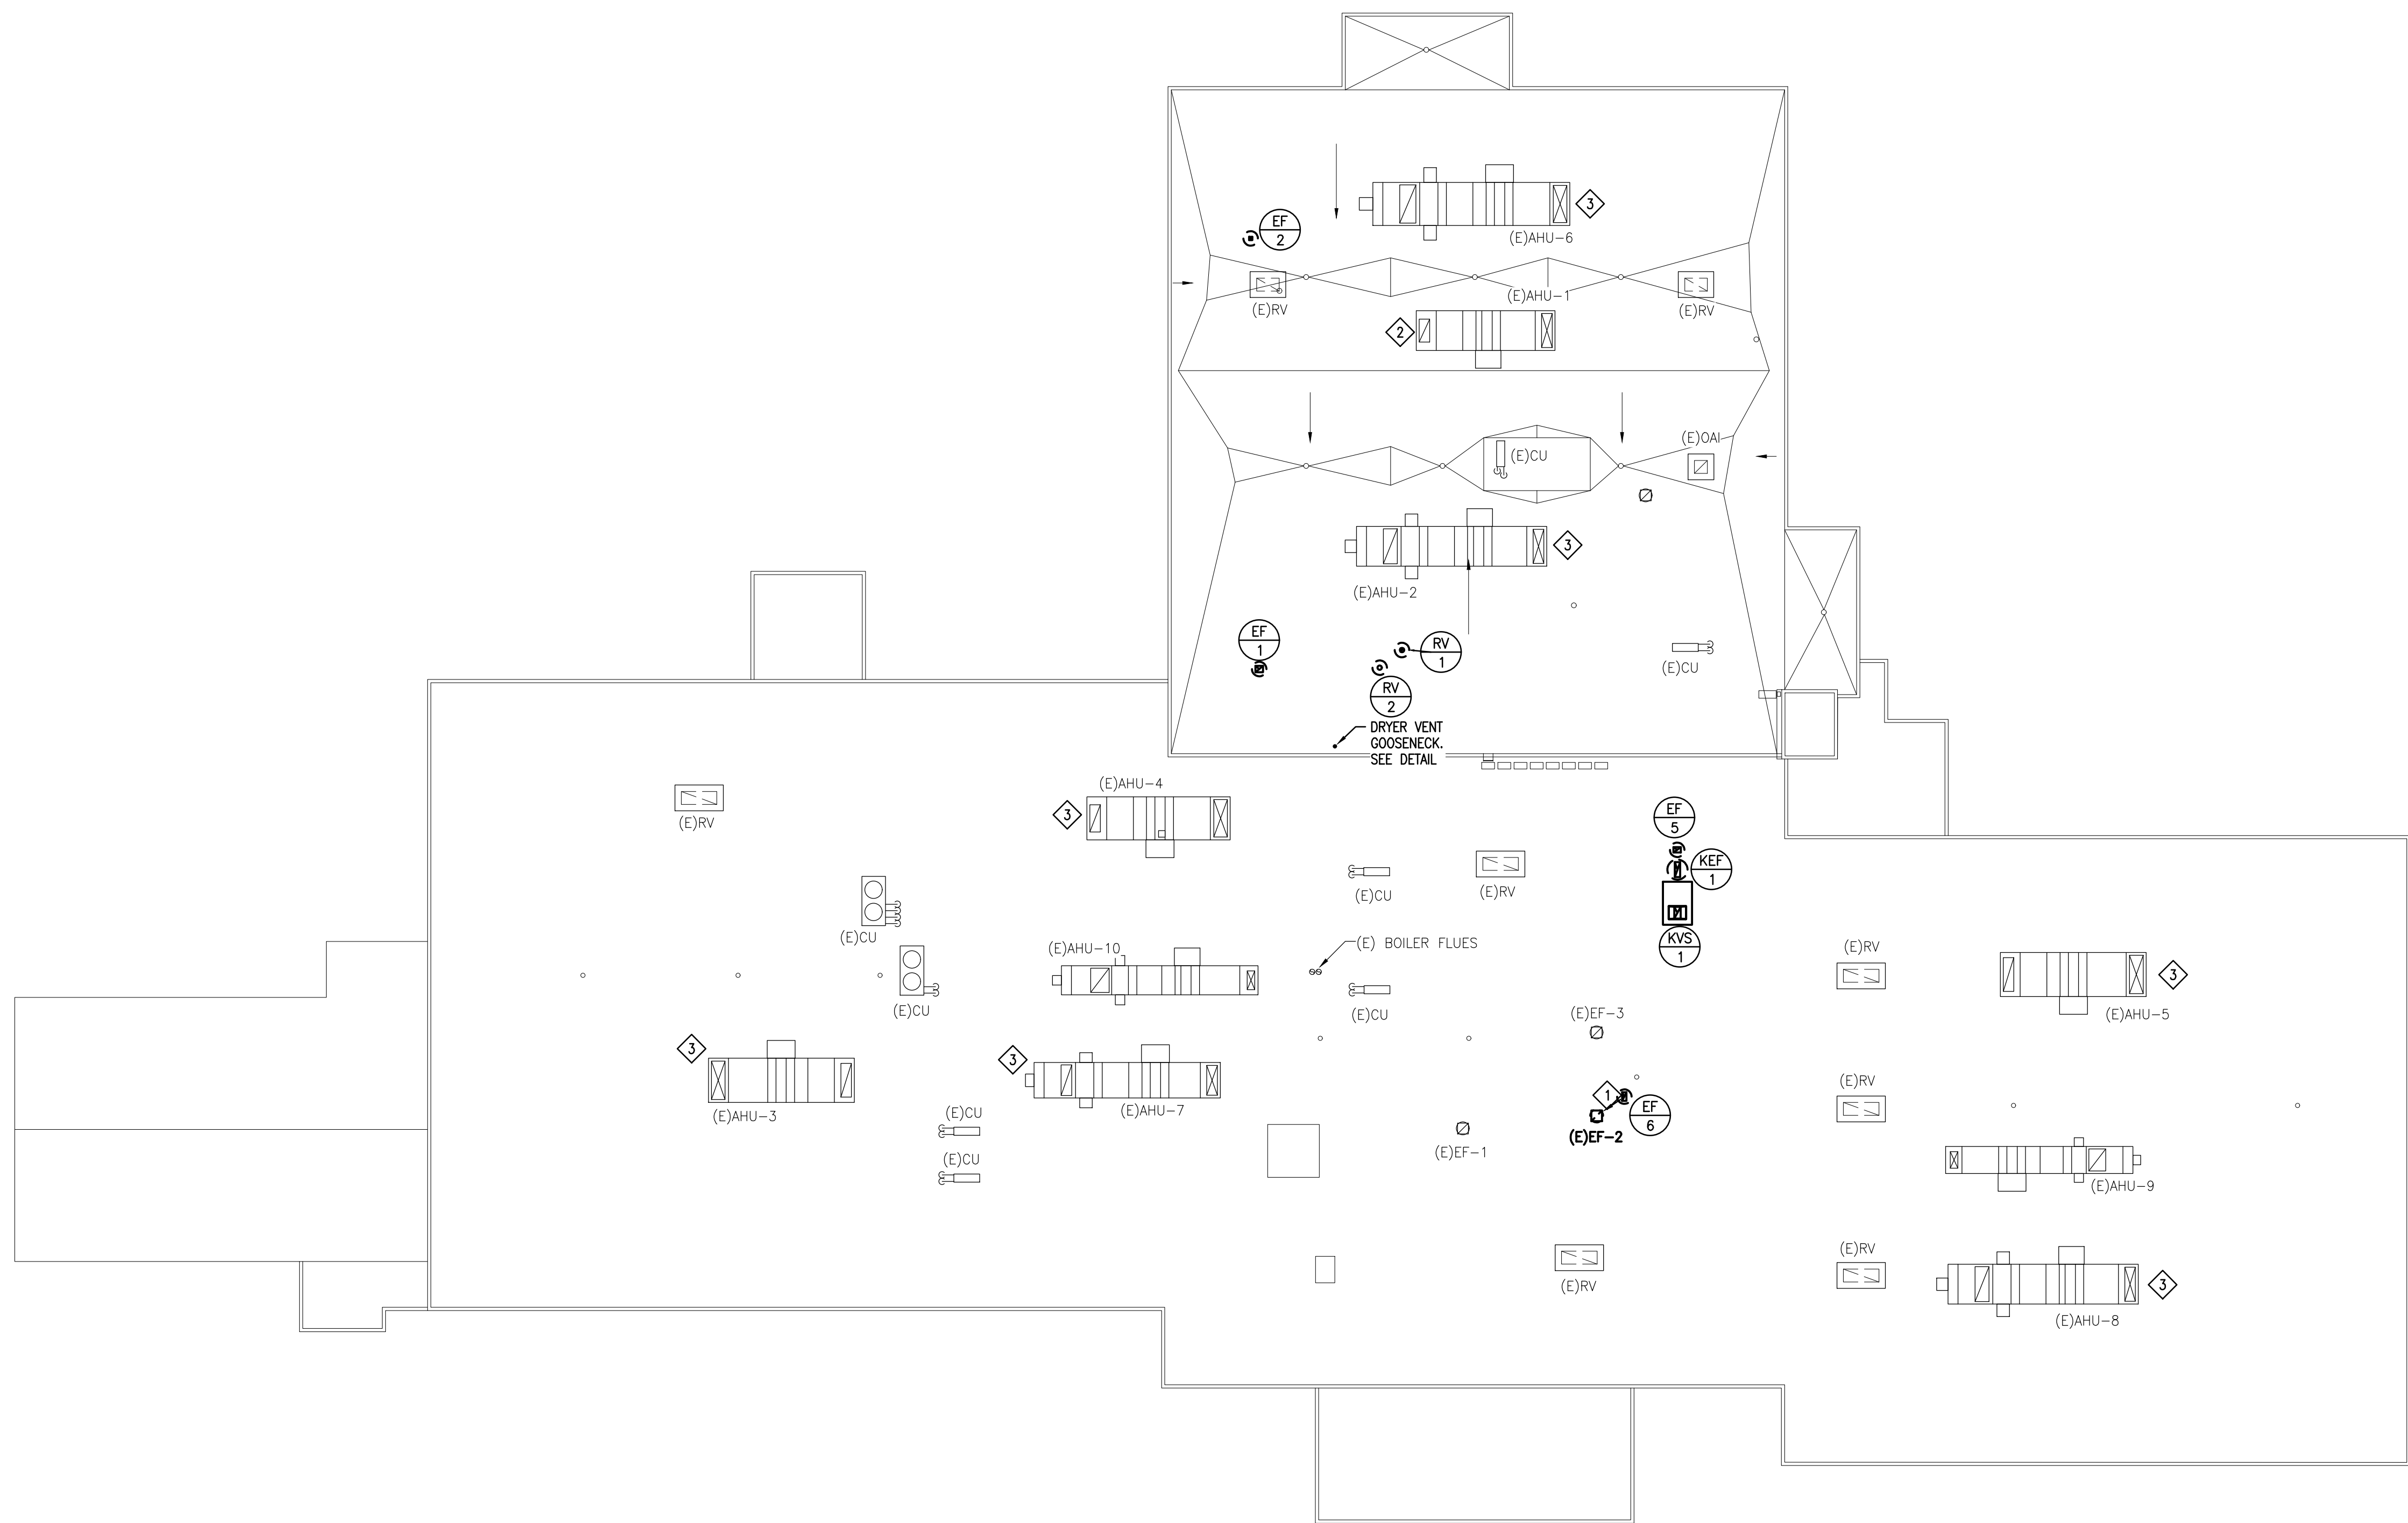 3
EF
2
(E)AHU-6
(E)RV
(E)AHU-1
(E)RV
2
(E)OAI
(E)CU
3
(E)AHU-2
EF
1
RV
1
(E)CU
RV
2
DRYER VENT
GOOSENECK.
SEE DETAIL
(E)AHU-4
3
(E)RV
EF
5
KEF
1
(E)CU
(E)RV
(E)CU
(E)AHU-10
(E) BOILER FLUES
KVS
1
(E)RV
3
(E)CU
(E)CU
(E)EF-3
(E)AHU-5
3
3
(E)RV
1
EF
6
(E)AHU-3
(E)CU
(E)AHU-7
(E)EF-2
(E)EF-1
(E)CU
(E)AHU-9
(E)RV
(E)RV
3
(E)AHU-8